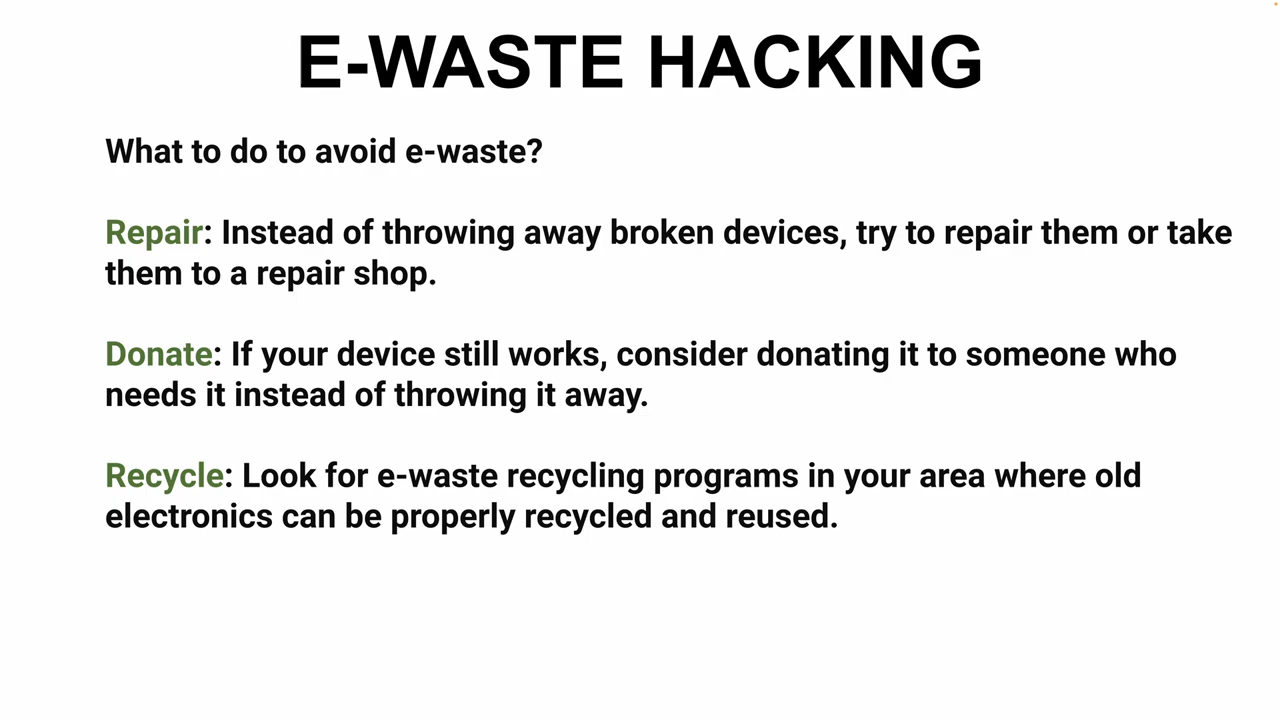 E-WASTE HACKING
What to do to avoid e-waste?
Repair: Instead of throwing away broken devices, try to repair them or take
them to a repair shop.
Donate: If your device still works, consider donating it to someone who
needs it instead of throwing it away.
Recycle: Look for e-waste recycling programs in your area where old
electronics can be properly recycled and reused.